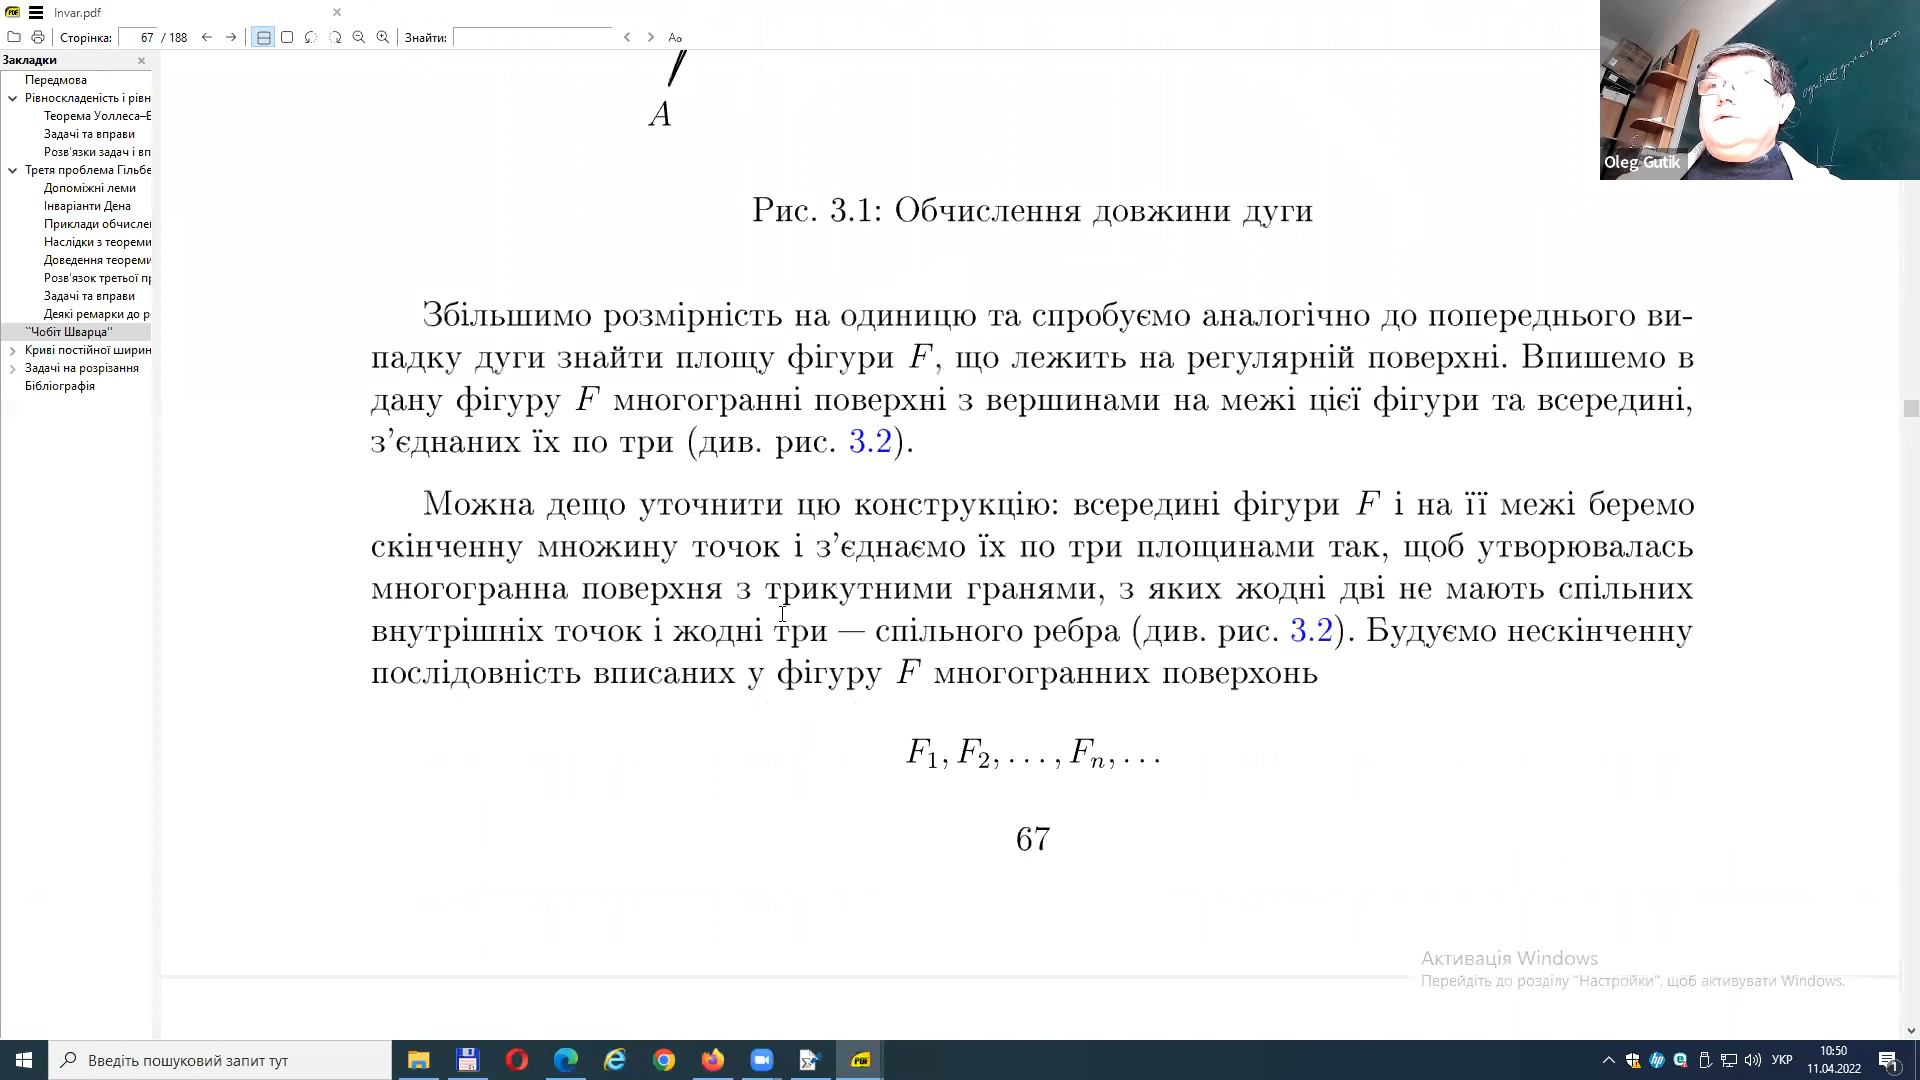 Invar.pdf
Сторінка: 67 / 188 Знайти:
Закладки
Передмова
Рівноскладеність і рівн
Теорема Уоллеса–Б
Задачі та вправи
Розв'язки задач і вп
Третя проблема Гільбе
Допоміжні леми
Інваріанти Дена
Приклади обчисле
Наслідки з теореми
Доведення теореми
Розв'язок третьої п
Задачі та вправи
Деякі ремарки до р
``Чобіт Шварца''
Криві постійної ширин
Задачі на розрізання
Бібліографія
A
Рис. 3.1: Обчислення довжини дуги
Збільшимо розмірність на одиницю та спробуємо аналогічно до попереднього ви-
падку дуги знайти площу фігури F, що лежить на регулярній поверхні. Впишемо в
дану фігуру F многогранні поверхні з вершинами на межі цієї фігури та всередині,
з'єднаних їх по три (див. рис. 3.2).
Можна дещо уточнити цю конструкцію: всередині фігури F і на її межі беремо
скінченну множину точок і з'єднаємо їх по три площинами так, щоб утворювалась
многогранна поверхня з трикутними гранями, з яких жодні дві не мають спільних
внутрішніх точок і жодні три — спільного ребра (див. рис. 3.2). Будуємо нескінченну
послідовність вписаних у фігуру F многогранних поверхонь
F₁, F₂, . . . , Fₙ, . . .
67
Oleg Gutik
Активація Windows
Перейдіть до розділу "Настройки", щоб активувати Windows.
Введіть пошуковий запит тут
УКР
10:50
11.04.2022